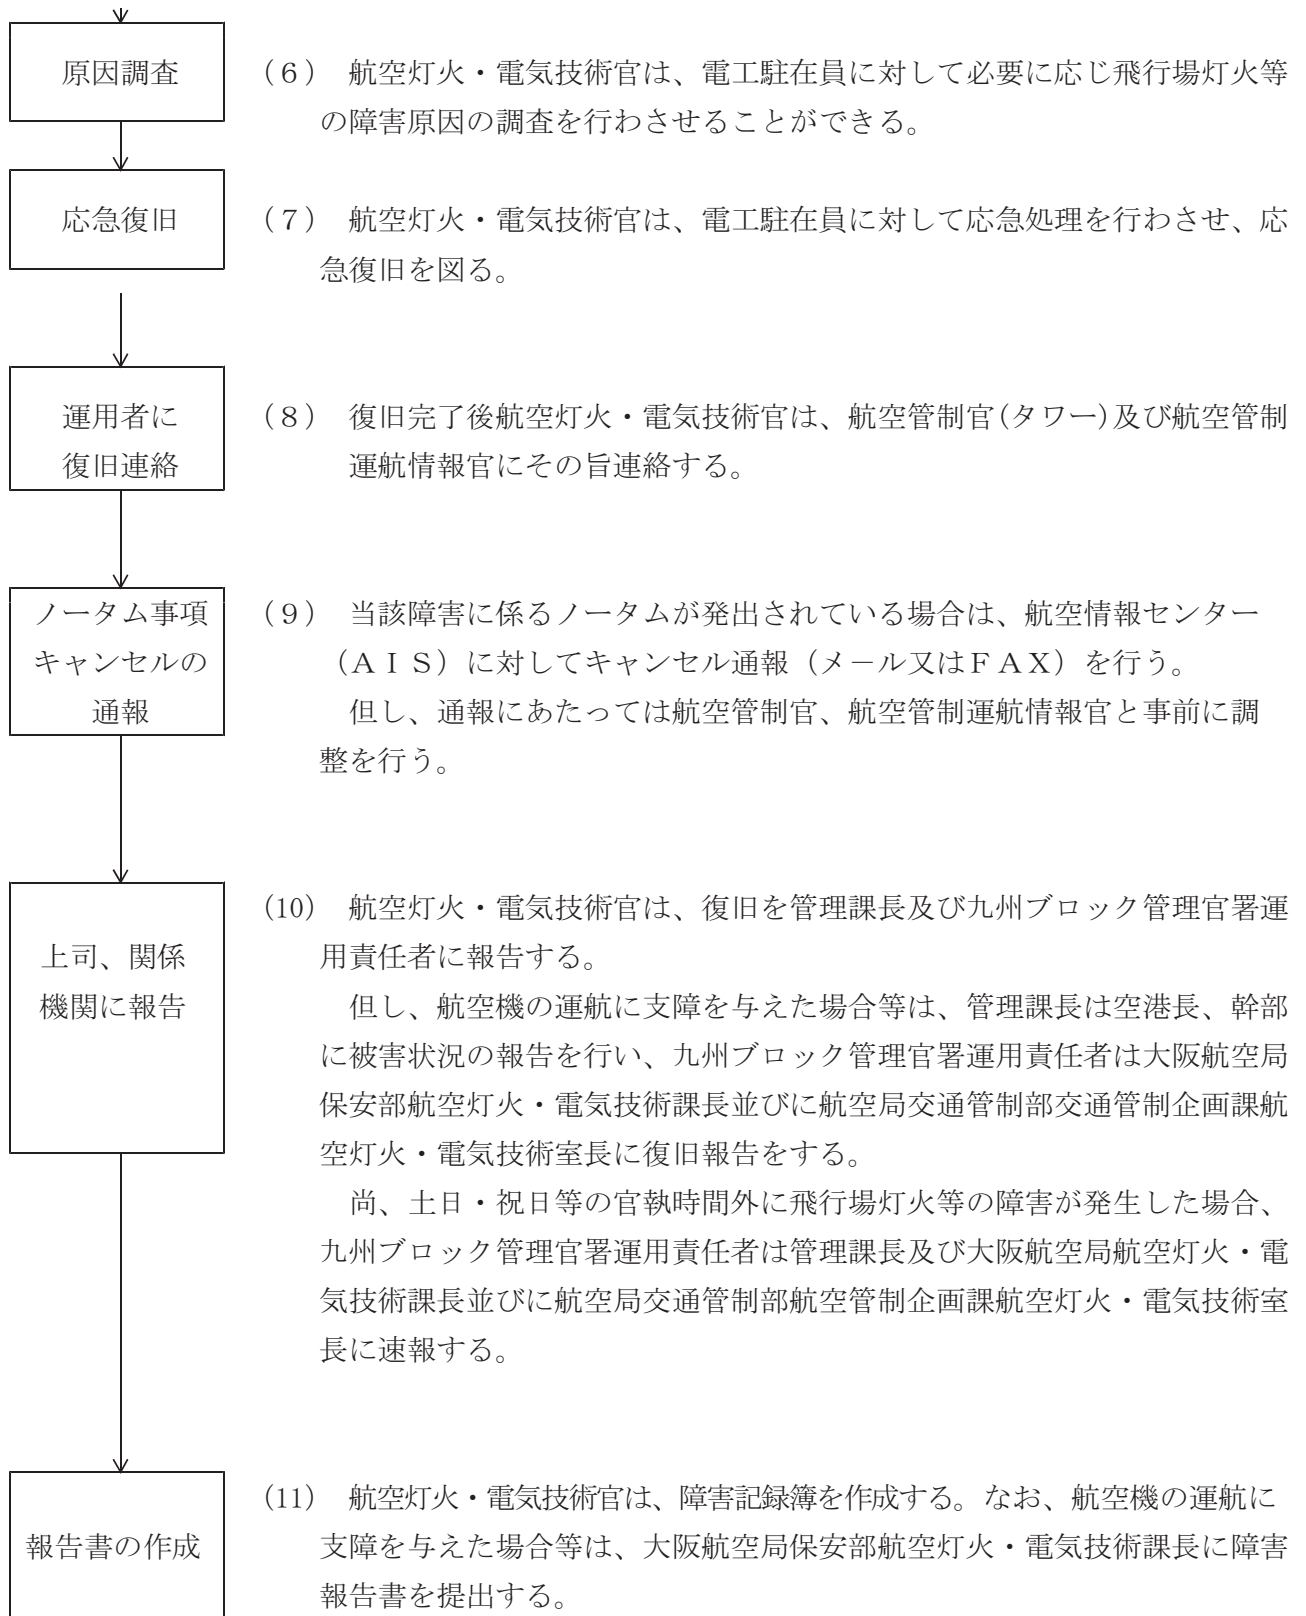 原因調査
(６) 航空灯火・電気技術官は、電工駐在員に対して必要に応じ飛行場灯火等
の障害原因の調査を行わさせることができる。
応急復旧
(７) 航空灯火・電気技術官は、電工駐在員に対して応急処理を行わさせ、応
急復旧を図る。
運用者に
復旧連絡
(８) 復旧完了後航空灯火・電気技術官は、航空管制官(タワー)及び航空管制
運航情報官にその旨連絡する。
ノータム事項
キャンセルの
通報
(９) 当該障害に係るノータムが発出されている場合は、航空情報センター
（ＡＩＳ）に対してキャンセル通報（メール又はＦＡＸ）を行う。
但し、通報にあたっては航空管制官、航空管制運航情報官と事前に調
整を行う。
上司、関係
機関に報告
(10) 航空灯火・電気技術官は、復旧を管理課長及び九州ブロック管理官署運
用責任者に報告する。
但し、航空機の運航に支障を与えた場合等は、管理課長は空港長、幹部
に被害状況の報告を行い、九州ブロック管理官署運用責任者は大阪航空局
保安部航空灯火・電気技術課長並びに航空局交通管制部交通管制企画課航
空灯火・電気技術室長に復旧報告をする。
尚、土日・祝日等の官執時間外に飛行場灯火等の障害が発生した場合、
九州ブロック管理官署運用責任者は管理課長及び大阪航空局航空灯火・電
気技術課長並びに航空局交通管制部航空管制企画課航空灯火・電気技術室
長に速報する。
報告書の作成
(11) 航空灯火・電気技術官は、障害記録簿を作成する。なお、航空機の運航に
支障を与えた場合等は、大阪航空局保安部航空灯火・電気技術課長に障害
報告書を提出する。